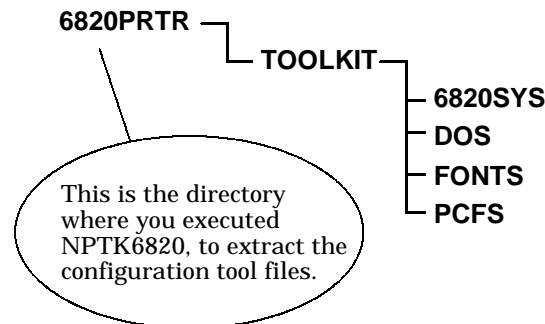 6820PRTR
TOOLKIT
6820SYS
DOS
FONTS
PCFS
This is the directory
where you executed
NPTK6820, to extract the
configuration tool files.